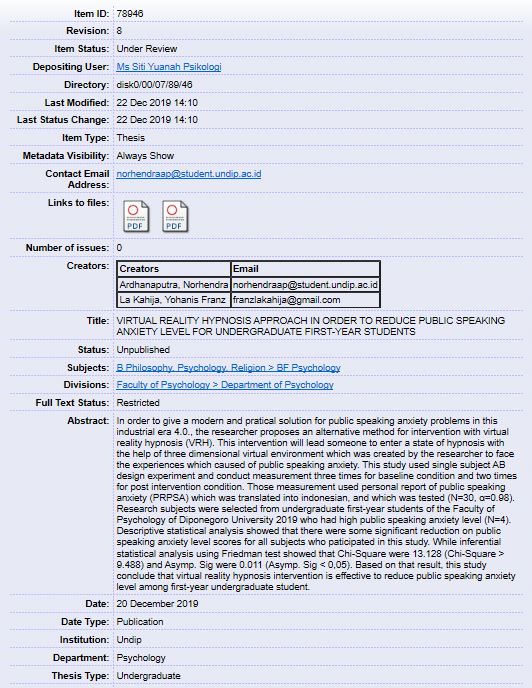 Item ID: 78946
Revision: 8
Item Status: Under Review
Depositing User: Ms Siti Yuanah Psikologi
Directory: disk0/00/07/89/46
Last Modified: 22 Dec 2019 14:10
Last Status Change: 22 Dec 2019 14:10
Item Type: Thesis
Metadata Visibility: Always Show
Contact Email Address: norhendraap@student.undip.ac.id
Links to files:
PDF PDF
Number of issues: 0
Creators: Creators Email
Ardhanaputra, Norhendra norhendraap@student.undip.ac.id
La Kahija, Yohanis Franz franzlakahija@gmail.com
Title: VIRTUAL REALITY HYPNOSIS APPROACH IN ORDER TO REDUCE PUBLIC SPEAKING
ANXIETY LEVEL FOR UNDERGRADUATE FIRST-YEAR STUDENTS
Status: Unpublished
Subjects: B Philosophy. Psychology. Religion > BF Psychology
Divisions: Faculty of Psychology > Department of Psychology
Full Text Status: Restricted
Abstract: In order to give a modern and pratical solution for public speaking anxiety problems in this
industrial era 4.0., the researcher proposes an alternative method for intervention with virtual
reality hypnosis (VRH). This intervention will lead someone to enter a state of hypnosis with
the help of three dimensional virtual environment which was created by the researcher to face
the experiences which caused of public speaking anxiety. This study used single subject AB
design experiment and conduct measurement three times for baseline condition and two times
for post intervention condition. Those measurement used personal report of public speaking
anxiety (PRPSA) which was translated into indonesian, and which was tested (N=30, α=0.98).
Research subjects were selected from undergraduate first-year students of the Faculty of
Psychology of Diponegoro University 2019 who had high public speaking anxiety level (N=4).
Descriptive statistical analysis showed that there were some significant reduction on public
speaking anxiety level scores for all subjects who paticipated in this study. While inferential
statistical analysis using Friedman test showed that Chi-Square were 13.128 (Chi-Square >
9.488) and Asymp. Sig were 0.011 (Asymp. Sig < 0,05). Based on that result, this study
conclude that virtual reality hypnosis intervention is effective to reduce public speaking anxiety
level among first-year undergraduate student.
Date: 20 December 2019
Date Type: Publication
Institution: Undip
Department: Psychology
Thesis Type: Undergraduate